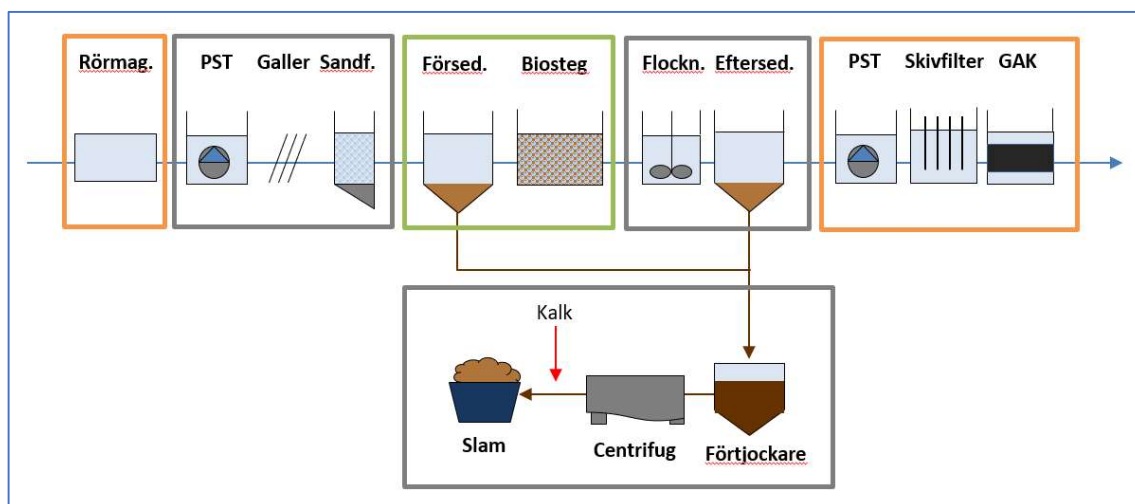 Rörmag.
PST
Galler
Sandf.
Försed.
Biosteg
Flockn.
Eftersed.
PST
Skivfilter
GAK
Kalk
Slam
Centrifug
Förtjockare